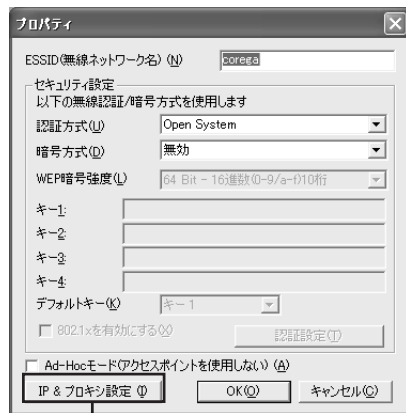 プロパティ
ESSID(無線ネットワーク名) (N) corega
セキュリティ設定
以下の無線認証/暗号方式を使用します
認証方式(U) Open System
暗号方式(D) 無効
WEP暗号強度(L) 64 Bit - 16進数(0-9/a-f)10桁
キー1:
キー2:
キー3:
キー4:
デフォルトキー(K) キー 1
802.1xを有効にする(X) 認証設定(T)
Ad-Hocモード(アクセスポイントを使用しない) (A)
IP & プロキシ設定 (I) OK(O) キャンセル(C)